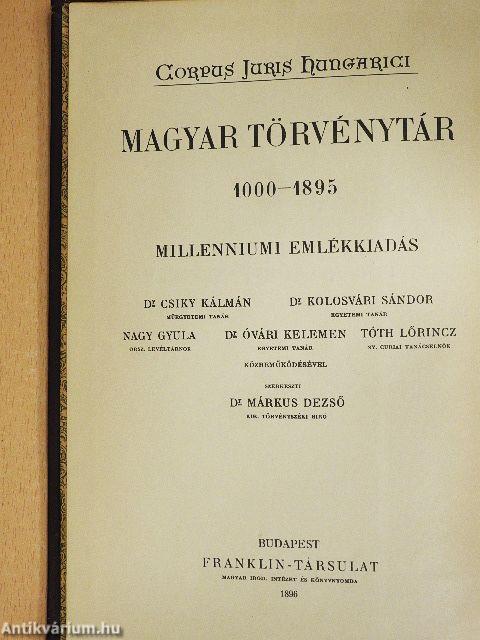 Corpus Juris Hungarici
MAGYAR TÖRVÉNYTÁR
1000—1895
MILLENNIUMI EMLÉKKIADÁS
Dr CSIKY KÁLMÁN Dr KOLOSVÁRI SÁNDOR
MŰEGYETEMI TANÁR EGYETEMI TANÁR
NAGY GYULA Dr ÓVÁRI KELEMEN TÓTH LŐRINCZ
ORSZ. LEVÉLTÁRNOK EGYETEMI TANÁR NY. CURIAI TANÁCSELNÖK
KÖZREMŰKÖDÉSÉVEL
SZERKESZTI
Dr MÁRKUS DEZSŐ
KIR. TÖRVÉNYSZÉKI BIRÓ
BUDAPEST
FRANKLIN-TÁRSULAT
MAGYAR IROD. INTÉZET ÉS KÖNYVNYOMDA
1896
Antikvárium.hu